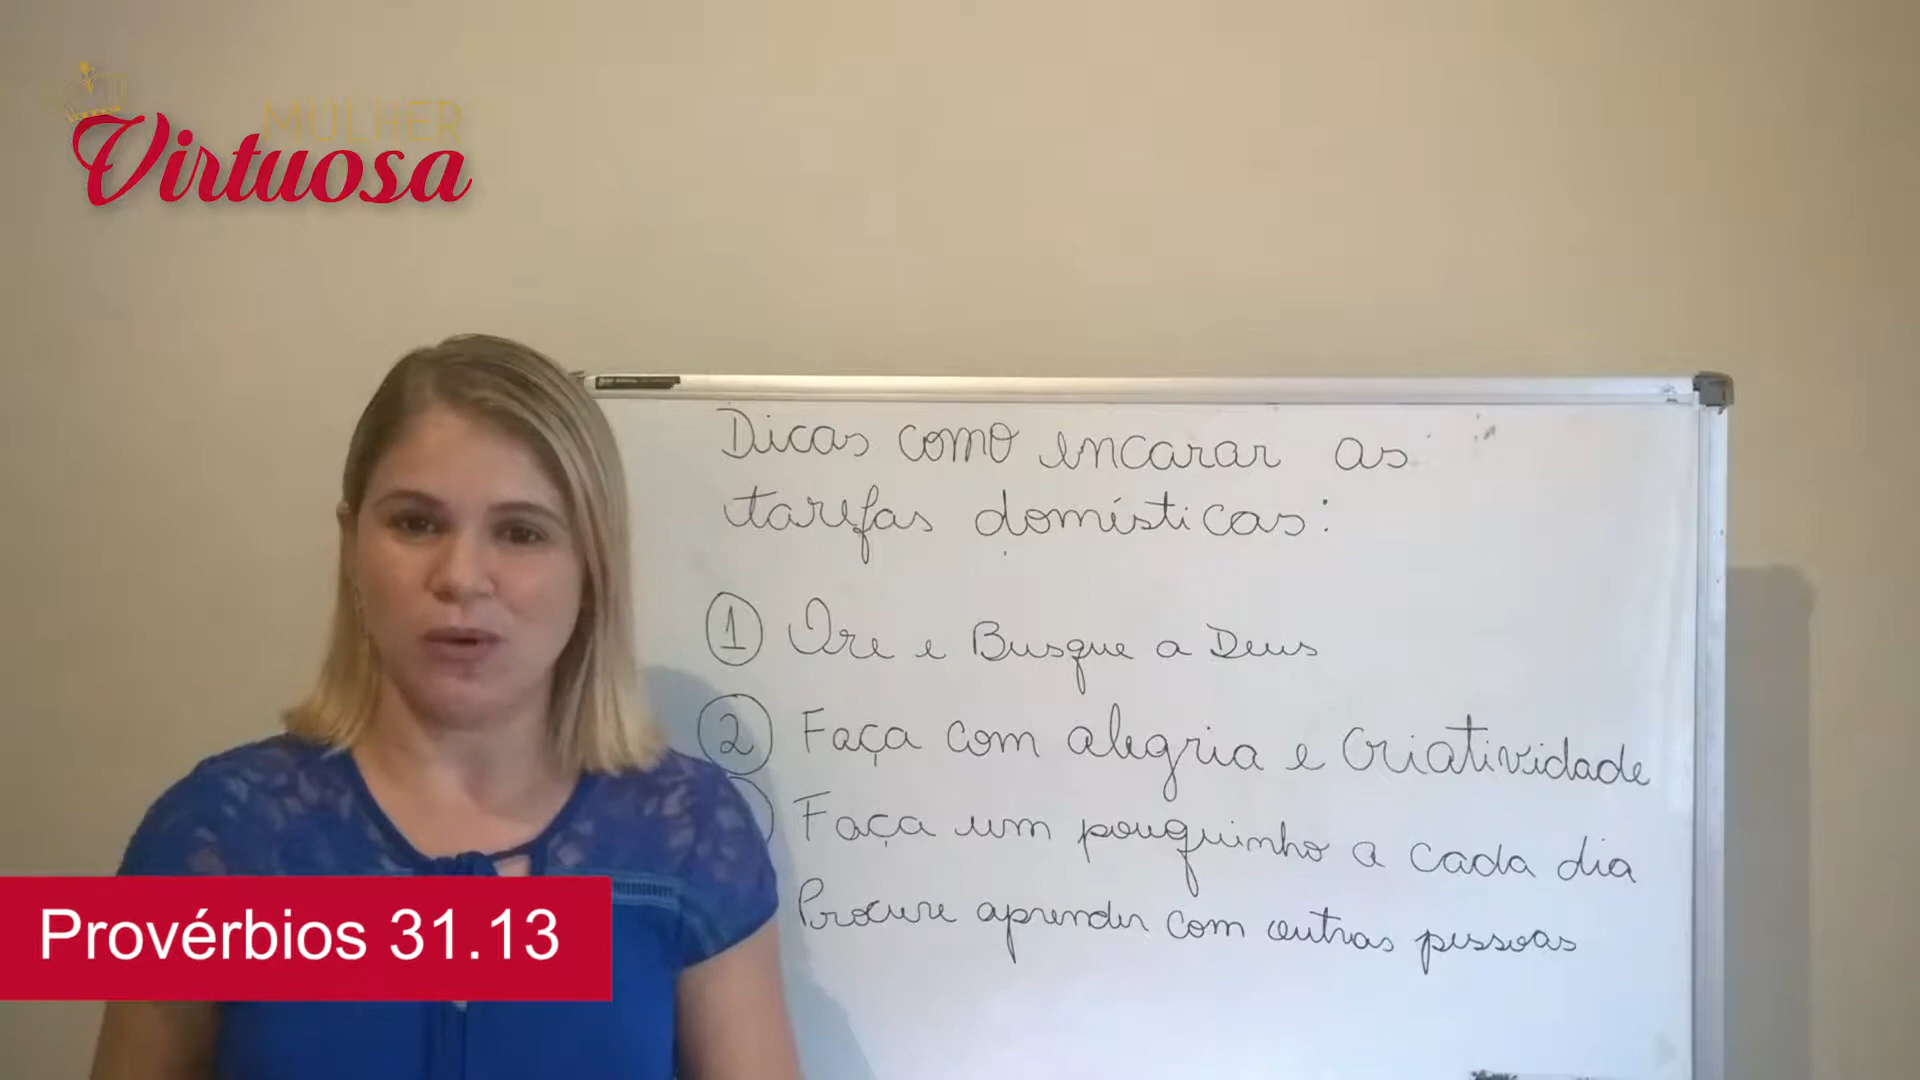 MULHER
Virtuosa
Dicas como encarar as
tarefas domésticas:
1 Ore e Busque a Deus
2 Faça com alegria e criatividade
Faça um pouquinho a cada dia
Procure aprender com outras pessoas
Provérbios 31.13